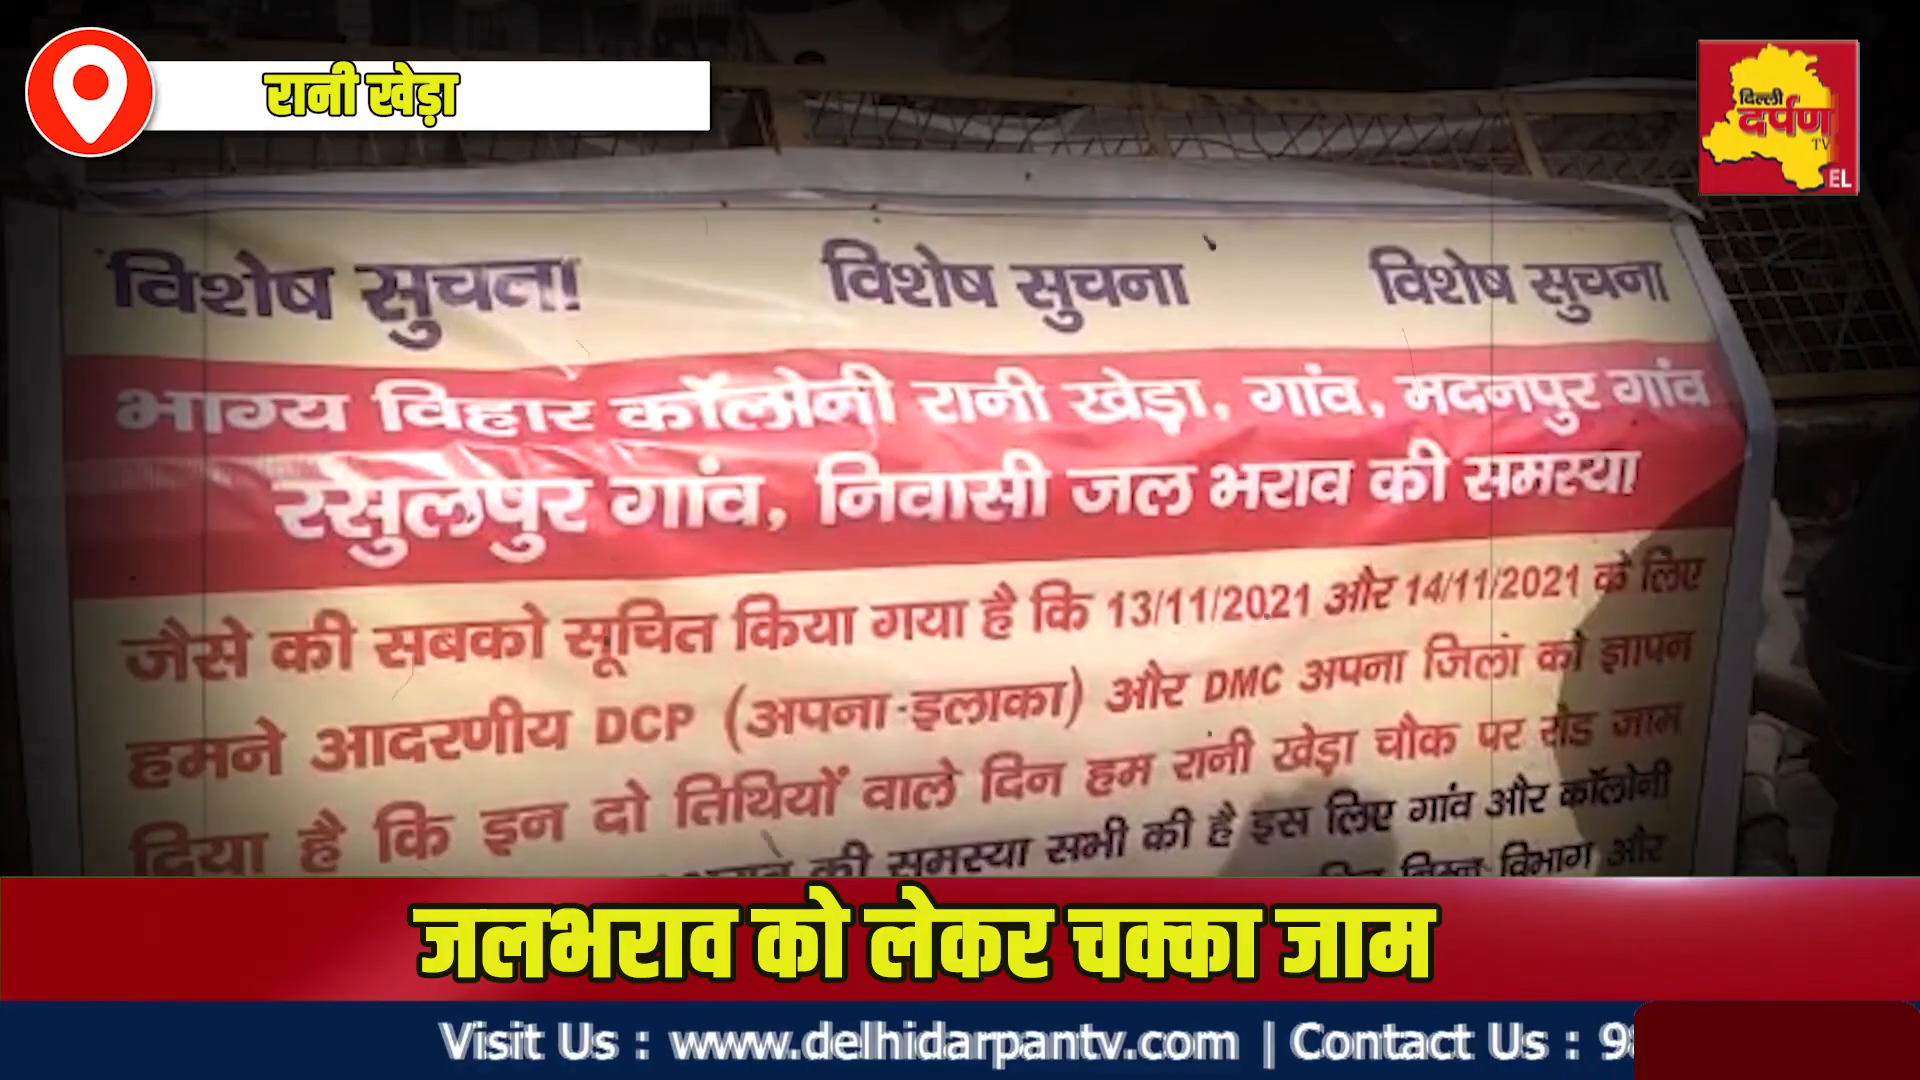 रानी खेड़ा
दिल्ली
दर्पण
TV
EL
विशेष सुचना विशेष सुचना विशेष सुचना
भाग्य विहार कॉलोनी रानी खेड़ा, गांव, मदनपुर गांव
रसुलपुर गांव, निवासी जल भराव की समस्या
जैसे की सबको सूचित किया गया है कि 13/11/2021 और 14/11/2021 के लिए
हमने आदरणीय DCP (अपना-इलाका) और DMC अपना जिला को ज्ञापन
दिया है कि इन दो तिथियों वाले दिन हम रानी खेड़ा चौक पर रोड जाम
की समस्या सभी की है इस लिए गांव और कॉलोनी
विभाग और
जलभराव को लेकर चक्का जाम
Visit Us : www.delhidarpantv.com | Contact Us : 98